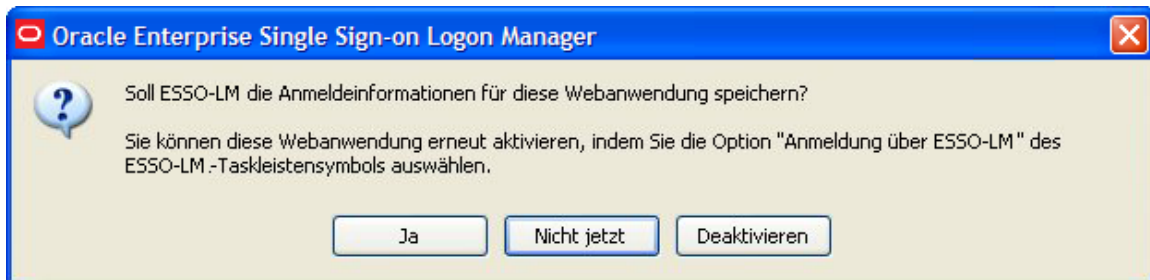 Oracle Enterprise Single Sign-on Logon Manager
?
Soll ESSO-LM die Anmeldeinformationen für diese Webanwendung speichern?
Sie können diese Webanwendung erneut aktivieren, indem Sie die Option "Anmeldung über ESSO-LM" des
ESSO-LM.-Taskleistensymbols auswählen.
Ja Nicht jetzt Deaktivieren